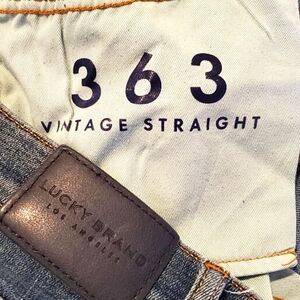 363
VINTAGE STRAIGHT
LUCKY BRAND
LOS ANGELES